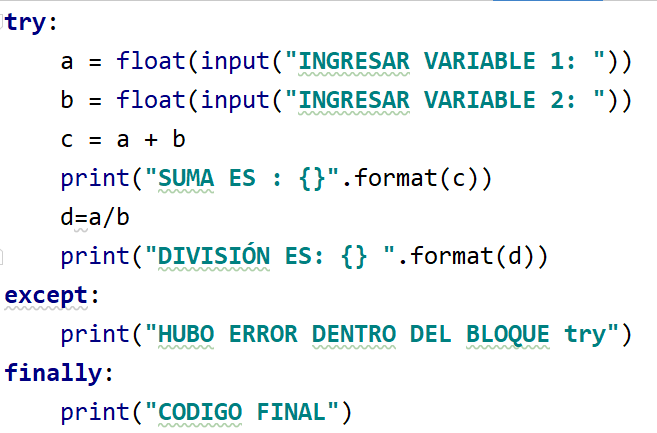 try:
    a = float(input("INGRESAR VARIABLE 1: "))
    b = float(input("INGRESAR VARIABLE 2: "))
    c = a + b
    print("SUMA ES : {}".format(c))
    d=a/b
    print("DIVISIÓN ES: {} ".format(d))
except:
    print("HUBO ERROR DENTRO DEL BLOQUE try")
finally:
    print("CODIGO FINAL")